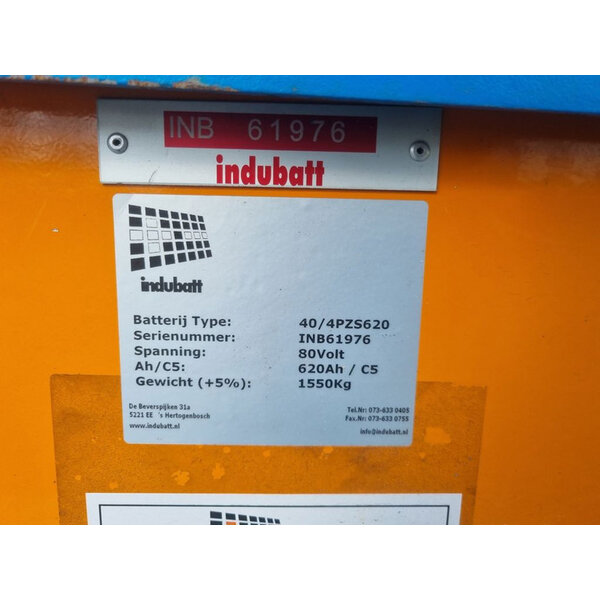 INB 61976
indubatt
indubatt
Batterij Type: 40/4PZS620
Serienummer: INB61976
Spanning: 80Volt
Ah/C5: 620Ah / C5
Gewicht (+5%): 1550Kg
De Beverspijken 31a Tel.Nr: 073-633 0405
5221 EE 's Hertogenbosch Fax.Nr: 073-633 0755
www.indubatt.nl info@indubatt.nl